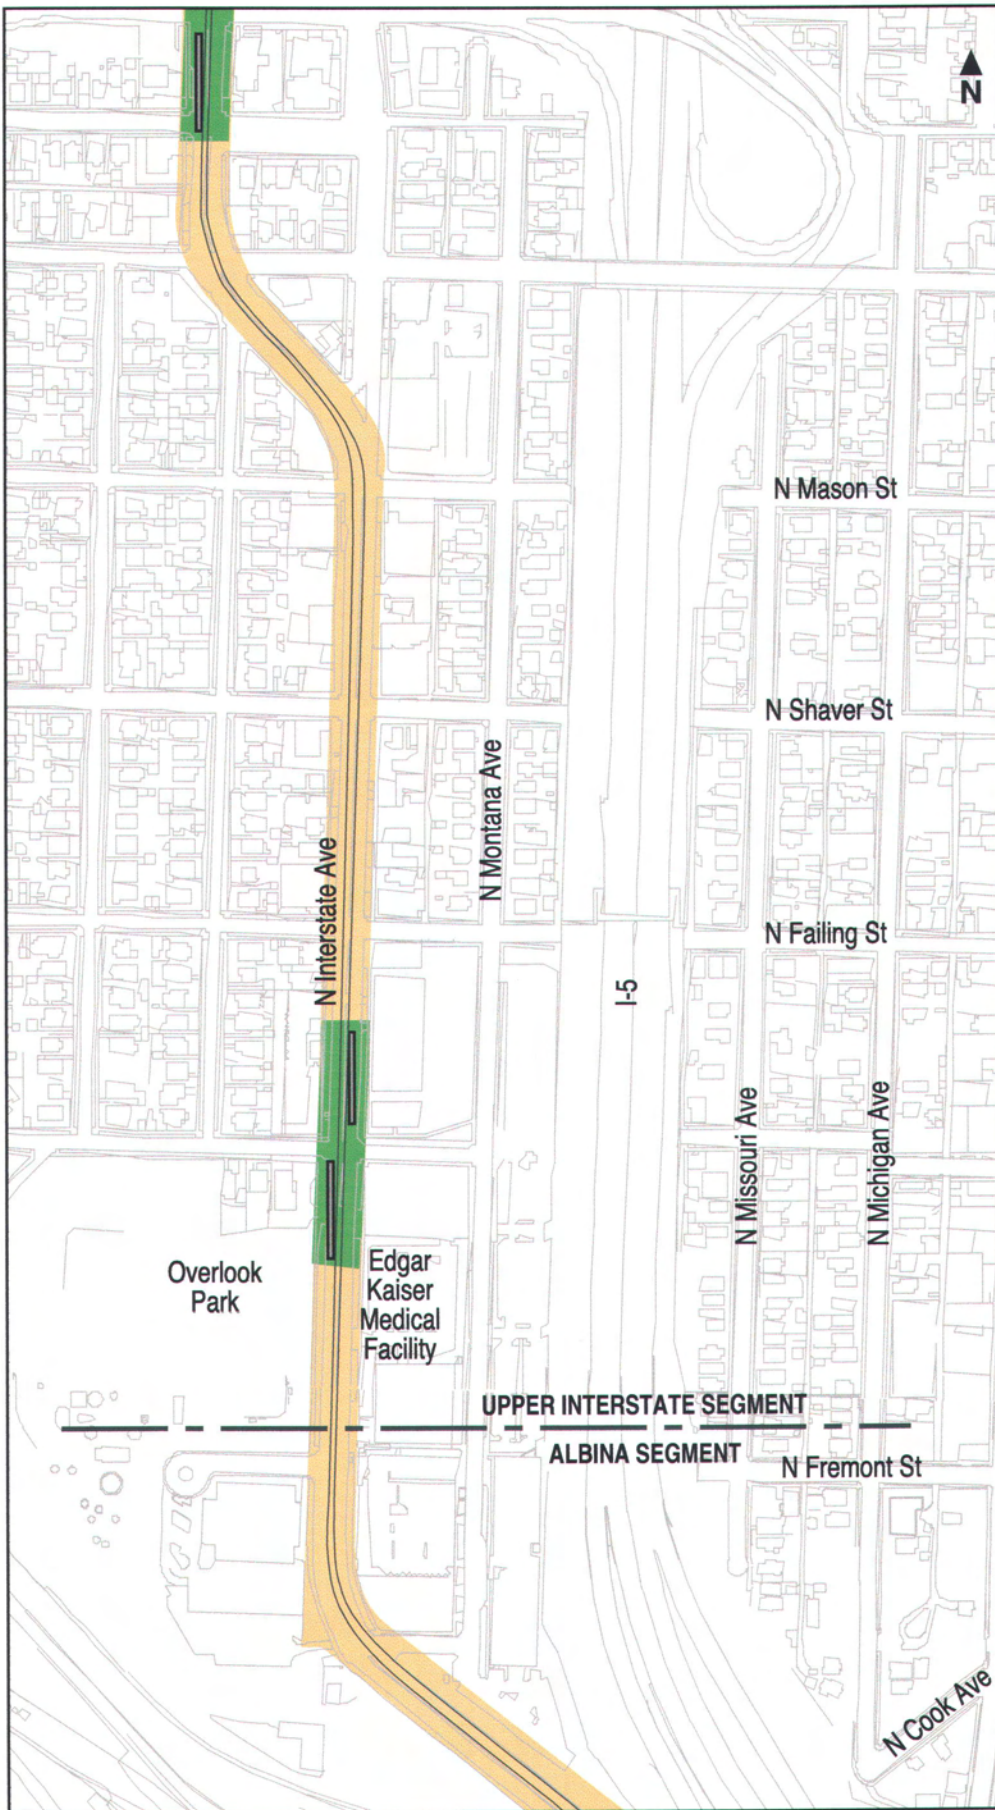 N
N Mason St
N Shaver St
N Montana Ave
N Interstate Ave
N Failing St
I-5
N Missouri Ave
N Michigan Ave
Overlook
Park
Edgar
Kaiser
Medical
Facility
UPPER INTERSTATE SEGMENT
ALBINA SEGMENT
N Fremont St
N Cook Ave